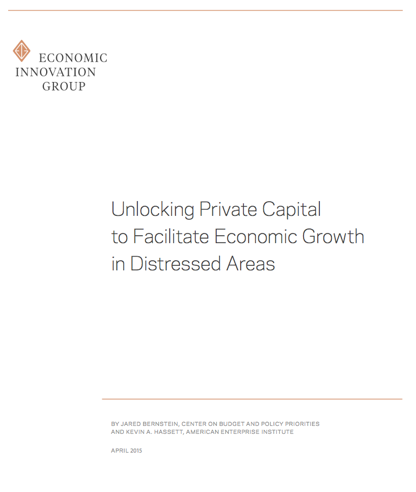 ECONOMIC
INNOVATION
GROUP
Unlocking Private Capital
to Facilitate Economic Growth
in Distressed Areas
BY JARED BERNSTEIN, CENTER ON BUDGET AND POLICY PRIORITIES
AND KEVIN A. HASSETT, AMERICAN ENTERPRISE INSTITUTE
APRIL 2015